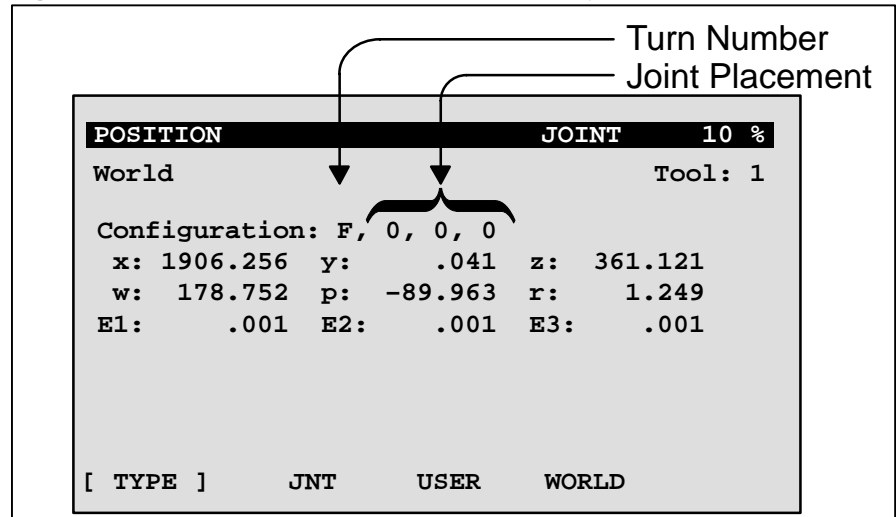 Turn Number
Joint Placement
POSITION JOINT 10 %
World Tool: 1
Configuration: F, 0, 0, 0
x: 1906.256 y: .041 z: 361.121
w: 178.752 p: -89.963 r: 1.249
E1: .001 E2: .001 E3: .001
[ TYPE ] JNT USER WORLD